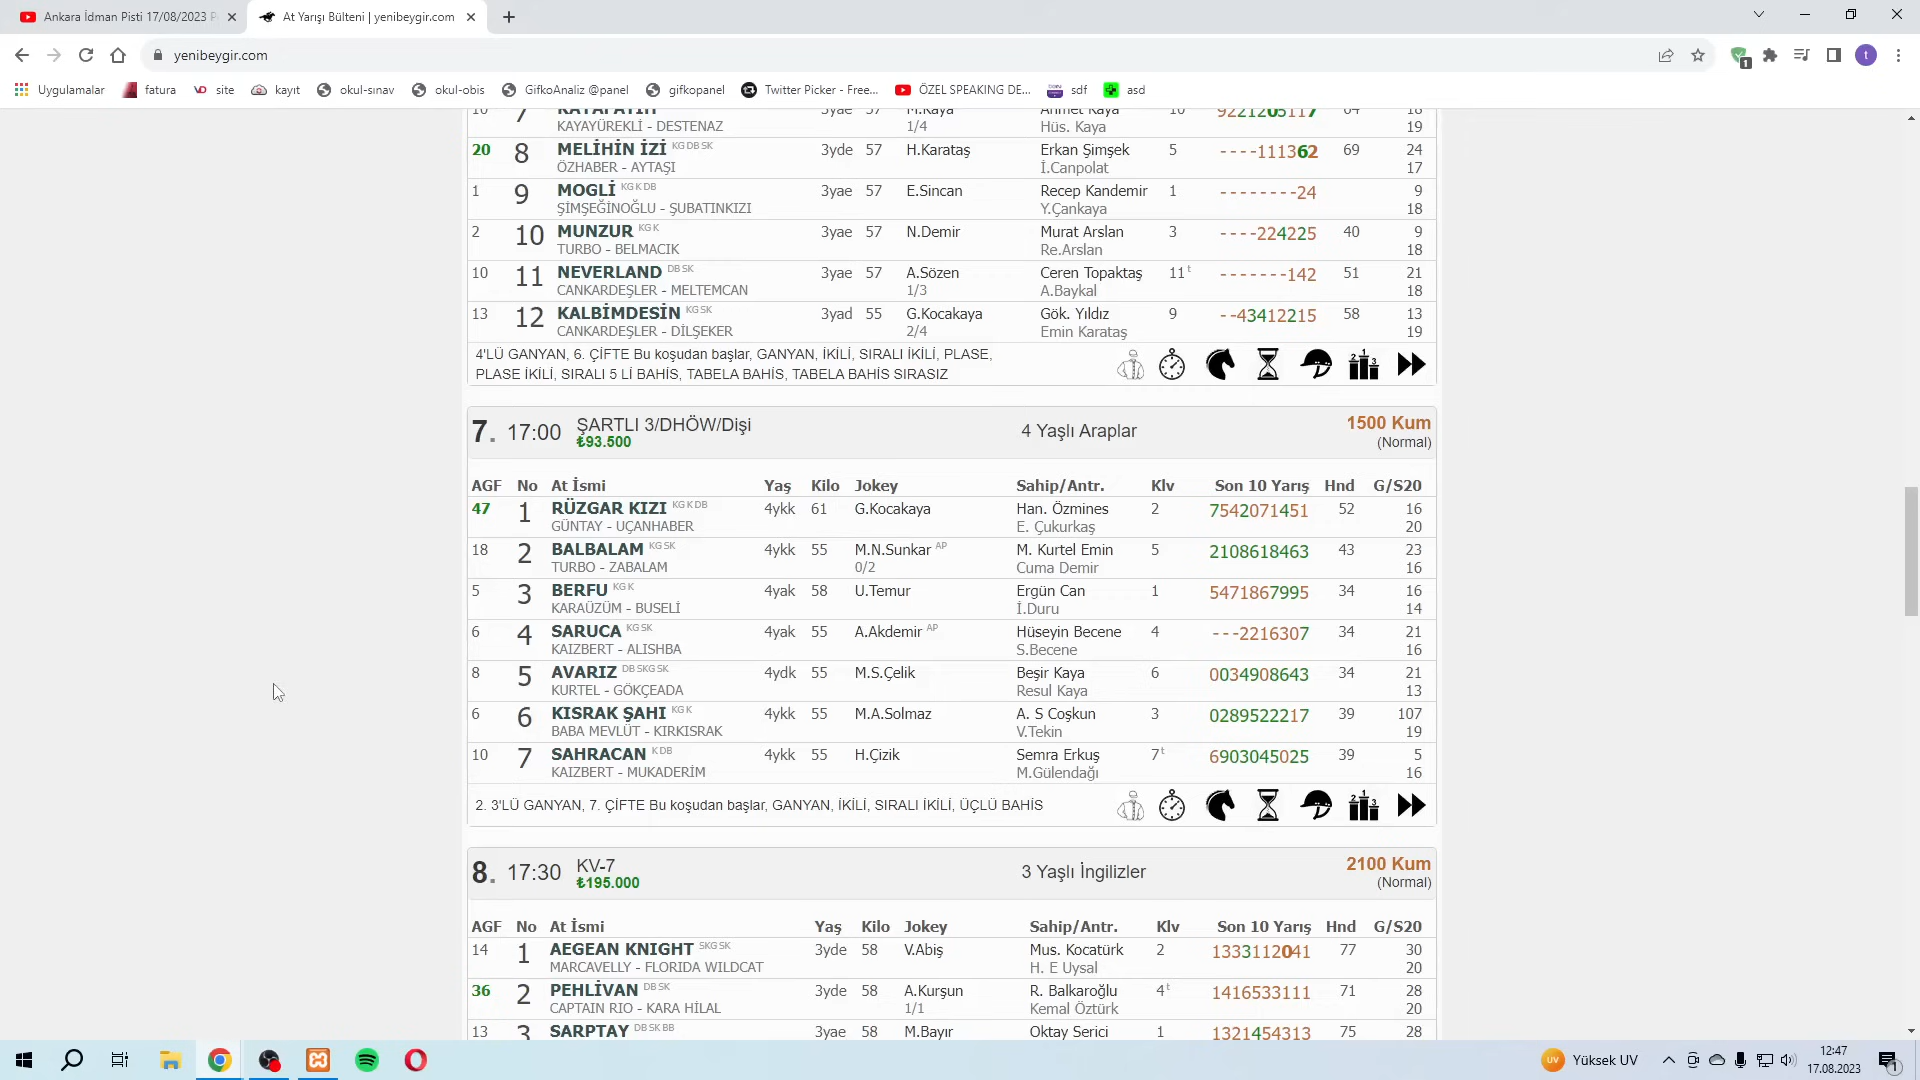 Ankara İdman Pisti 17/08/2023 P
At Yarışı Bülteni | yenibeygir.com
yenibeygir.com
1
t
Uygulamalar
fatura
site
kayıt
okul-sınav
okul-obis
GifkoAnaliz @panel
gifkopanel
Twitter Picker - Free...
ÖZEL SPEAKING DE...
sdf
asd
10 7 KAYAFATİH 3yae 57 M.Kaya Ahmet Kaya 10 9221205117 64 18
KAYAYÜREKLİ - DESTENAZ 1/4 Hüs. Kaya 19
20 8 MELİHİN İZİ KG DB SK 3yde 57 H.Karataş Erkan Şimşek 5 ----111362 69 24
ÖZHABER - AYTAŞI İ.Canpolat 17
1 9 MOGLİ KG K DB 3yae 57 E.Sincan Recep Kandemir 1 --------24 9
ŞİMŞEĞİNOĞLU - ŞUBATINKIZI Y.Çankaya 18
2 10 MUNZUR KG K 3yae 57 N.Demir Murat Arslan 3 ----224225 40 9
TURBO - BELMACIK Re.Arslan 18
10 11 NEVERLAND DB SK 3yae 57 A.Sözen Ceren Topaktaş 11 t -------142 51 21
CANKARDEŞLER - MELTEMCAN 1/3 A.Baykal 18
13 12 KALBİMDESİN KG SK 3yad 55 G.Kocakaya Gök. Yıldız 9 --43412215 58 13
CANKARDEŞLER - DİLŞEKER 2/4 Emin Karataş 19
4'LÜ GANYAN, 6. ÇİFTE Bu koşudan başlar, GANYAN, İKİLİ, SIRALI İKİLİ, PLASE,
PLASE İKİLİ, SIRALI 5 Lİ BAHİS, TABELA BAHİS, TABELA BAHİS SIRASIZ
7. 17:00 ŞARTLI 3/DHÖW/Dişi 4 Yaşlı Araplar 1500 Kum
₺93.500 (Normal)
AGF No At İsmi Yaş Kilo Jokey Sahip/Antr. Klv Son 10 Yarış Hnd G/S20
47 1 RÜZGAR KIZI KG K DB 4ykk 61 G.Kocakaya Han. Özmines 2 7542071451 52 16
GÜNTAY - UÇANHABER E. Çukurkaş 20
18 2 BALBALAM KG SK 4ykk 55 M.N.Sunkar AP M. Kurtel Emin 5 2108618463 43 23
TURBO - ZABALAM 0/2 Cuma Demir 16
5 3 BERFU KG K 4yak 58 U.Temur Ergün Can 1 5471867995 34 16
KARAÜZÜM - BUSELİ İ.Duru 14
6 4 SARUCA KG SK 4yak 55 A.Akdemir AP Hüseyin Becene 4 ---2216307 34 21
KAIZBERT - ALISHBA S.Becene 16
8 5 AVARIZ DB SKG SK 4ydk 55 M.S.Çelik Beşir Kaya 6 0034908643 34 21
KURTEL - GÖKÇEADA Resul Kaya 13
6 6 KISRAK ŞAHI KG K 4ykk 55 M.A.Solmaz A. S Coşkun 3 0289522217 39 107
BABA MEVLÜT - KIRKISRAK V.Tekin 19
10 7 SAHRACAN K DB 4ykk 55 H.Çizik Semra Erkuş 7 t 6903045025 39 5
KAIZBERT - MUKADERİM M.Gülendağı 16
2. 3'LÜ GANYAN, 7. ÇİFTE Bu koşudan başlar, GANYAN, İKİLİ, SIRALI İKİLİ, ÜÇLÜ BAHİS
8. 17:30 KV-7 3 Yaşlı İngilizler 2100 Kum
₺195.000 (Normal)
AGF No At İsmi Yaş Kilo Jokey Sahip/Antr. Klv Son 10 Yarış Hnd G/S20
14 1 AEGEAN KNIGHT SKG SK 3yde 58 V.Abiş Mus. Kocatürk 2 1333112041 77 30
MARCAVELLY - FLORIDA WILDCAT H. E Uysal 20
36 2 PEHLİVAN DB SK 3yde 58 A.Kurşun R. Balkaroğlu 4 t 1416533111 71 28
CAPTAIN RIO - KARA HİLAL 1/1 Kemal Öztürk 20
13 3 SARPTAY DB SK BB 3yae 58 M.Bayır Oktay Serici 1 1321454313 75 28
UV Yüksek UV
12:47
17.08.2023
1